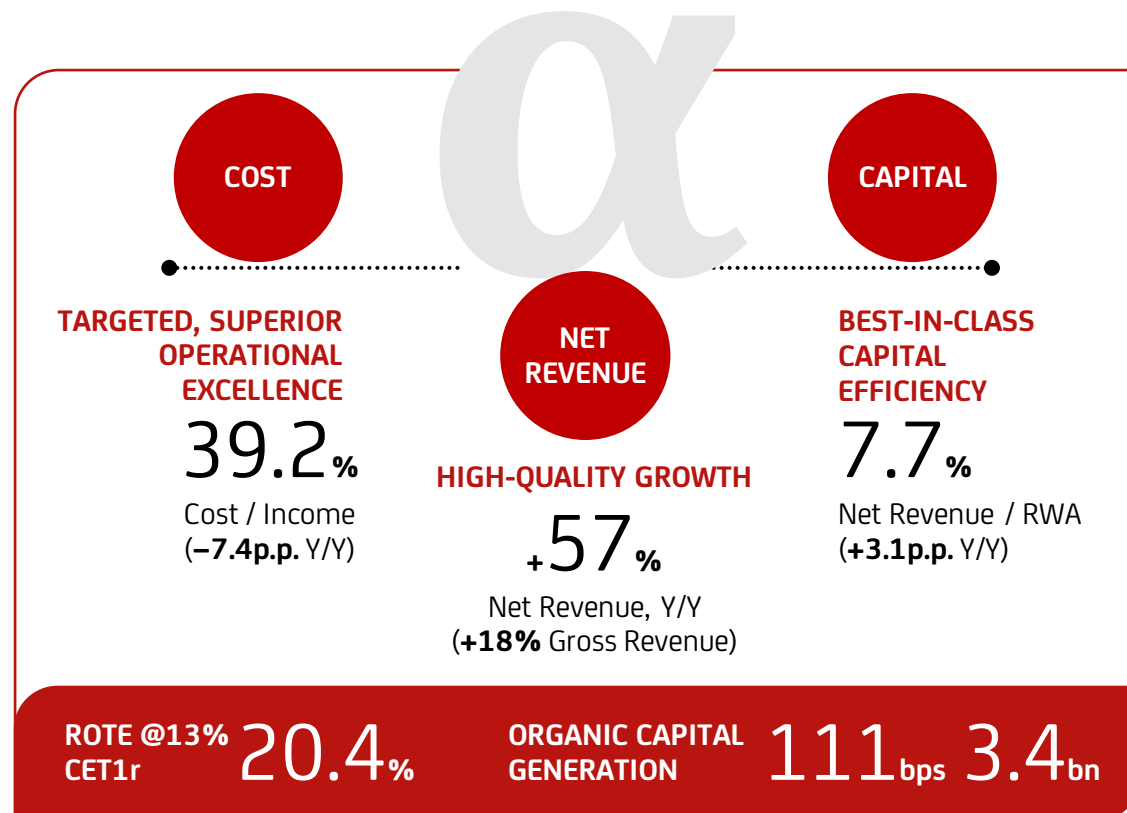 α
COST
CAPITAL
TARGETED, SUPERIOR
OPERATIONAL
EXCELLENCE
39.2%
Cost / Income
(–7.4p.p. Y/Y)
NET
REVENUE
HIGH-QUALITY GROWTH
+57%
Net Revenue, Y/Y
(+18% Gross Revenue)
BEST-IN-CLASS
CAPITAL
EFFICIENCY
7.7%
Net Revenue / RWA
(+3.1p.p. Y/Y)
ROTE @13%
CET1r
20.4%
ORGANIC CAPITAL
GENERATION
111bps 3.4bn